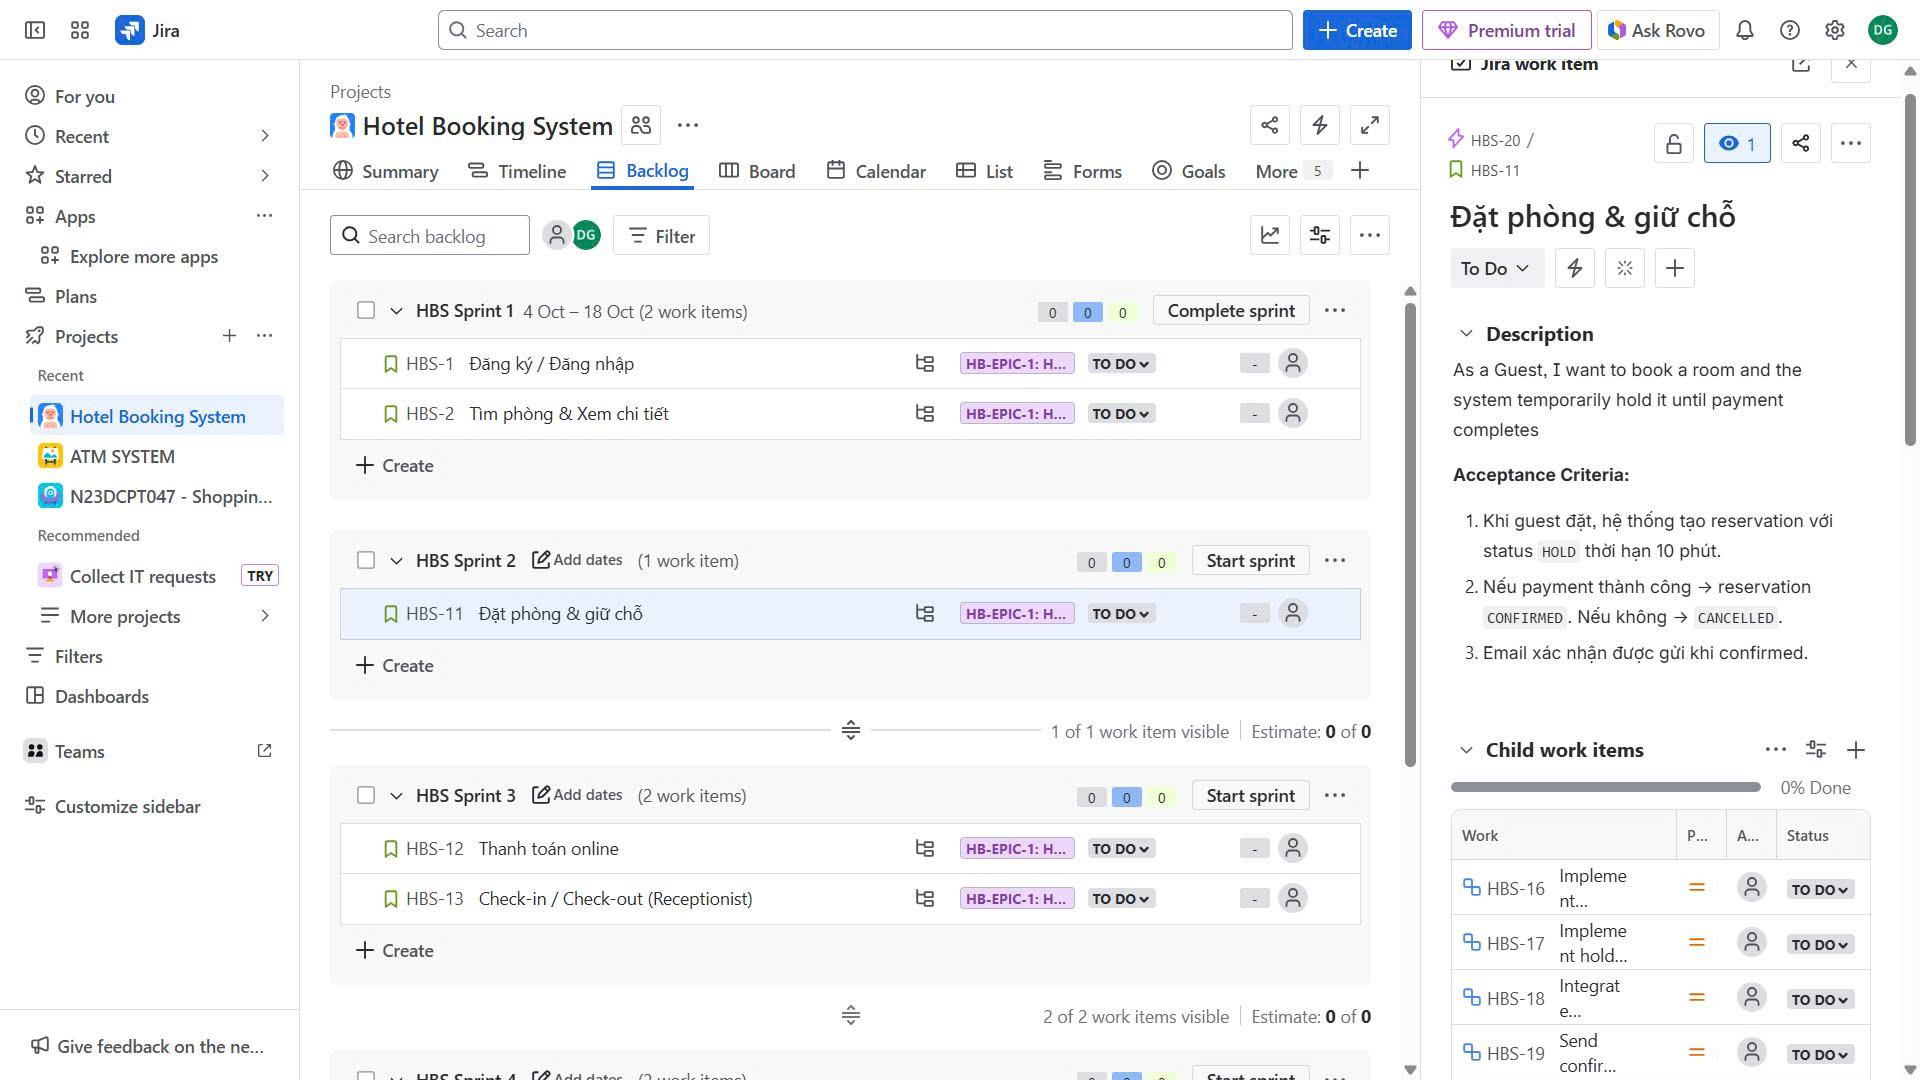 Jira
Search
Create
Premium trial
Ask Rovo
DG
For you
Recent
Starred
Apps
Explore more apps
Plans
Projects
Recent
Hotel Booking System
ATM SYSTEM
N23DCPT047 - Shoppin...
Recommended
Collect IT requests TRY
More projects
Filters
Dashboards
Teams
Customize sidebar
Give feedback on the ne...
Projects
Hotel Booking System
Summary Timeline Backlog Board Calendar List Forms Goals More 5
Search backlog DG Filter
HBS Sprint 1 4 Oct – 18 Oct (2 work items) 0 0 0 Complete sprint
HBS-1 Đăng ký / Đăng nhập HB-EPIC-1: H... TO DO -
HBS-2 Tìm phòng & Xem chi tiết HB-EPIC-1: H... TO DO -
Create
HBS Sprint 2 Add dates (1 work item) 0 0 0 Start sprint
HBS-11 Đặt phòng & giữ chỗ HB-EPIC-1: H... TO DO -
Create
1 of 1 work item visible Estimate: 0 of 0
HBS Sprint 3 Add dates (2 work items) 0 0 0 Start sprint
HBS-12 Thanh toán online HB-EPIC-1: H... TO DO -
HBS-13 Check-in / Check-out (Receptionist) HB-EPIC-1: H... TO DO -
Create
2 of 2 work items visible Estimate: 0 of 0
HBS Sprint 4 Add dates (2 work items) 0 0 0 Start sprint
Jira work item
HBS-20 /
HBS-11
1
Đặt phòng & giữ chỗ
To Do
Description
As a Guest, I want to book a room and the
system temporarily hold it until payment
completes
Acceptance Criteria:
1. Khi guest đặt, hệ thống tạo reservation với
status HOLD thời hạn 10 phút.
2. Nếu payment thành công → reservation
CONFIRMED. Nếu không → CANCELLED.
3. Email xác nhận được gửi khi confirmed.
Child work items
0% Done
Work P... A... Status
HBS-16 Impleme
nt... TO DO
HBS-17 Impleme
nt hold... TO DO
HBS-18 Integrat
e... TO DO
HBS-19 Send
confir... TO DO